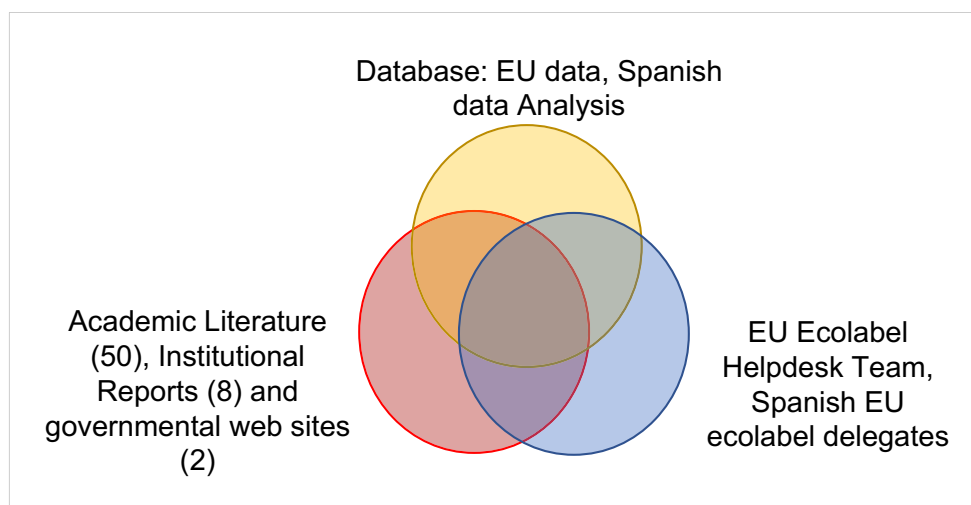 Database: EU data, Spanish
data Analysis
Academic Literature
(50), Institutional
Reports (8) and
governmental web sites
(2)
EU Ecolabel
Helpdesk Team,
Spanish EU
ecolabel delegates